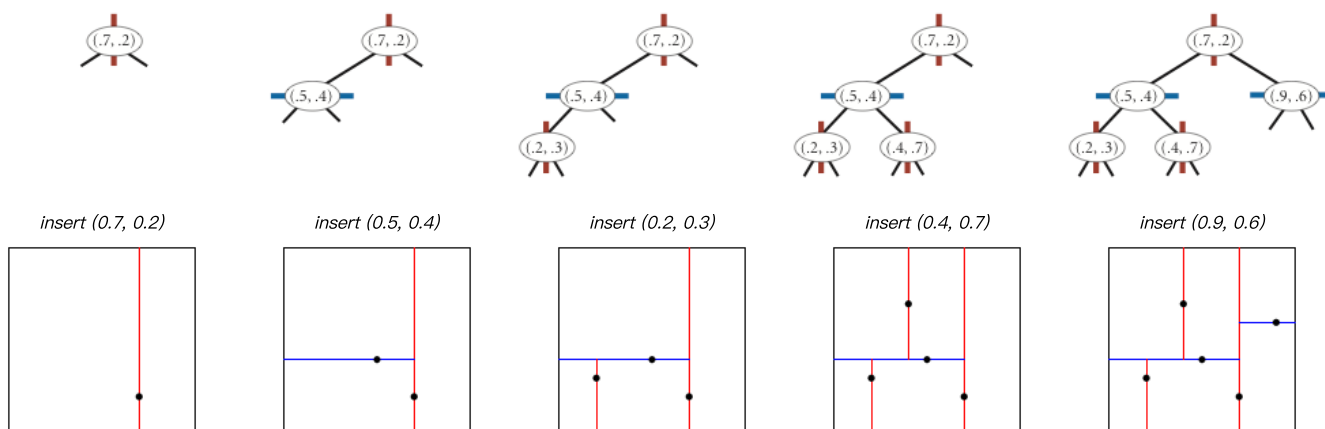 (.7, .2)
(.7, .2)
(.5, .4)
(.7, .2)
(.5, .4)
(.2, .3)
(.7, .2)
(.5, .4)
(.2, .3) (.4, .7)
(.7, .2)
(.5, .4) (.9, .6)
(.2, .3) (.4, .7)
insert (0.7, 0.2)
insert (0.5, 0.4)
insert (0.2, 0.3)
insert (0.4, 0.7)
insert (0.9, 0.6)